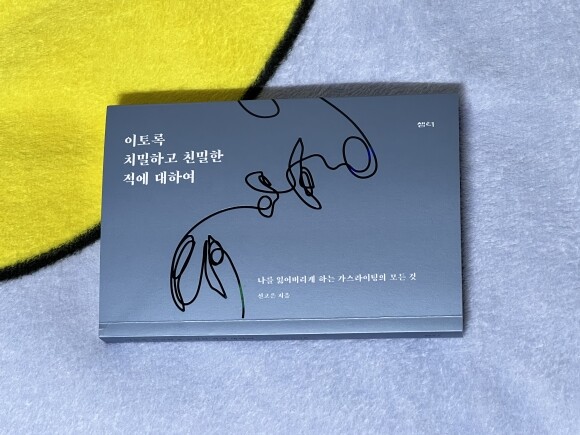 이토록
치밀하고 친밀한
적에 대하여
샘터
나를 잃어버리게 하는 가스라이팅의 모든 것
신고은 지음